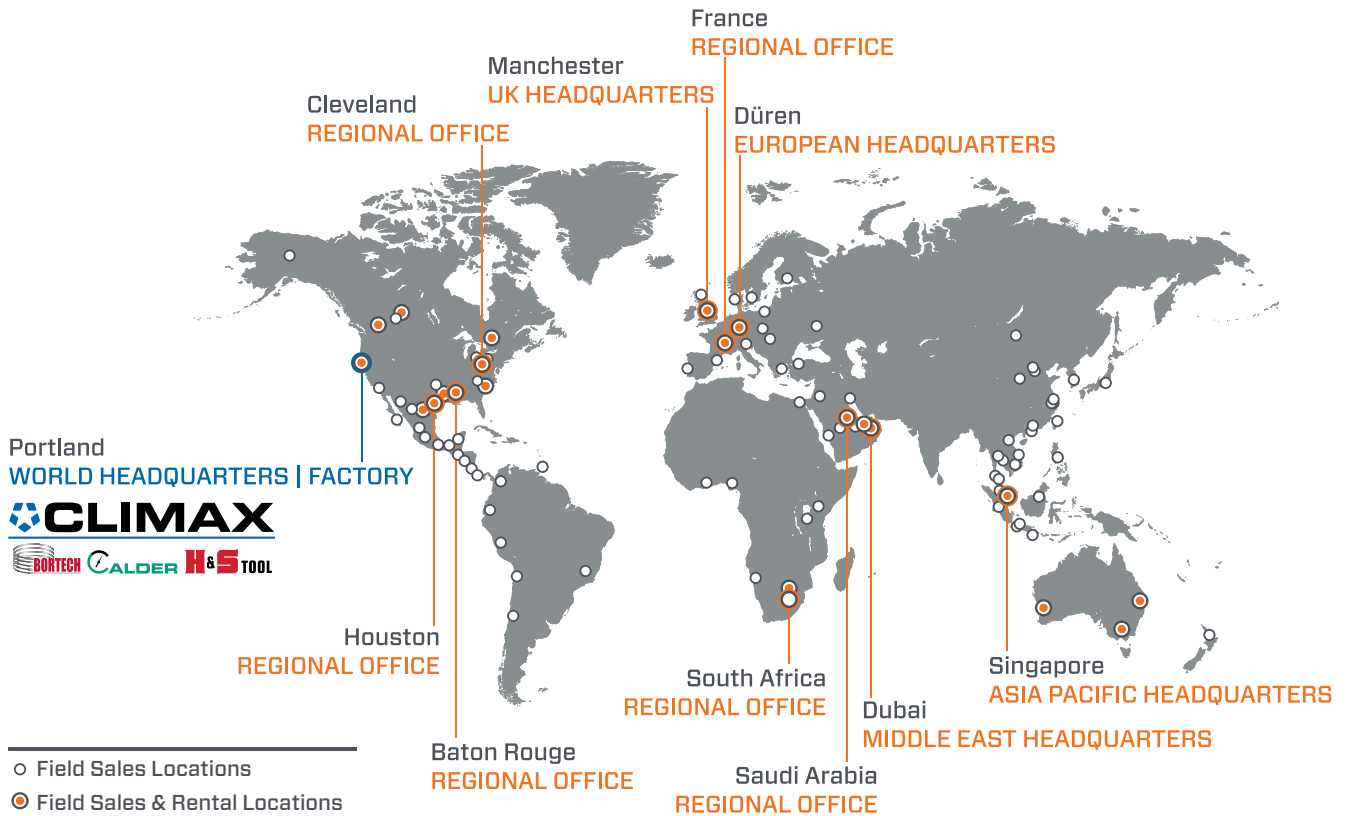 France
REGIONAL OFFICE
Manchester
UK HEADQUARTERS
Cleveland
REGIONAL OFFICE
Düren
EUROPEAN HEADQUARTERS
Portland
WORLD HEADQUARTERS | FACTORY
CLIMAX
BORTECH CALDER H&S TOOL
Houston
REGIONAL OFFICE
South Africa
REGIONAL OFFICE
Singapore
ASIA PACIFIC HEADQUARTERS
Dubai
MIDDLE EAST HEADQUARTERS
Baton Rouge
REGIONAL OFFICE
Saudi Arabia
REGIONAL OFFICE
Field Sales Locations
Field Sales & Rental Locations